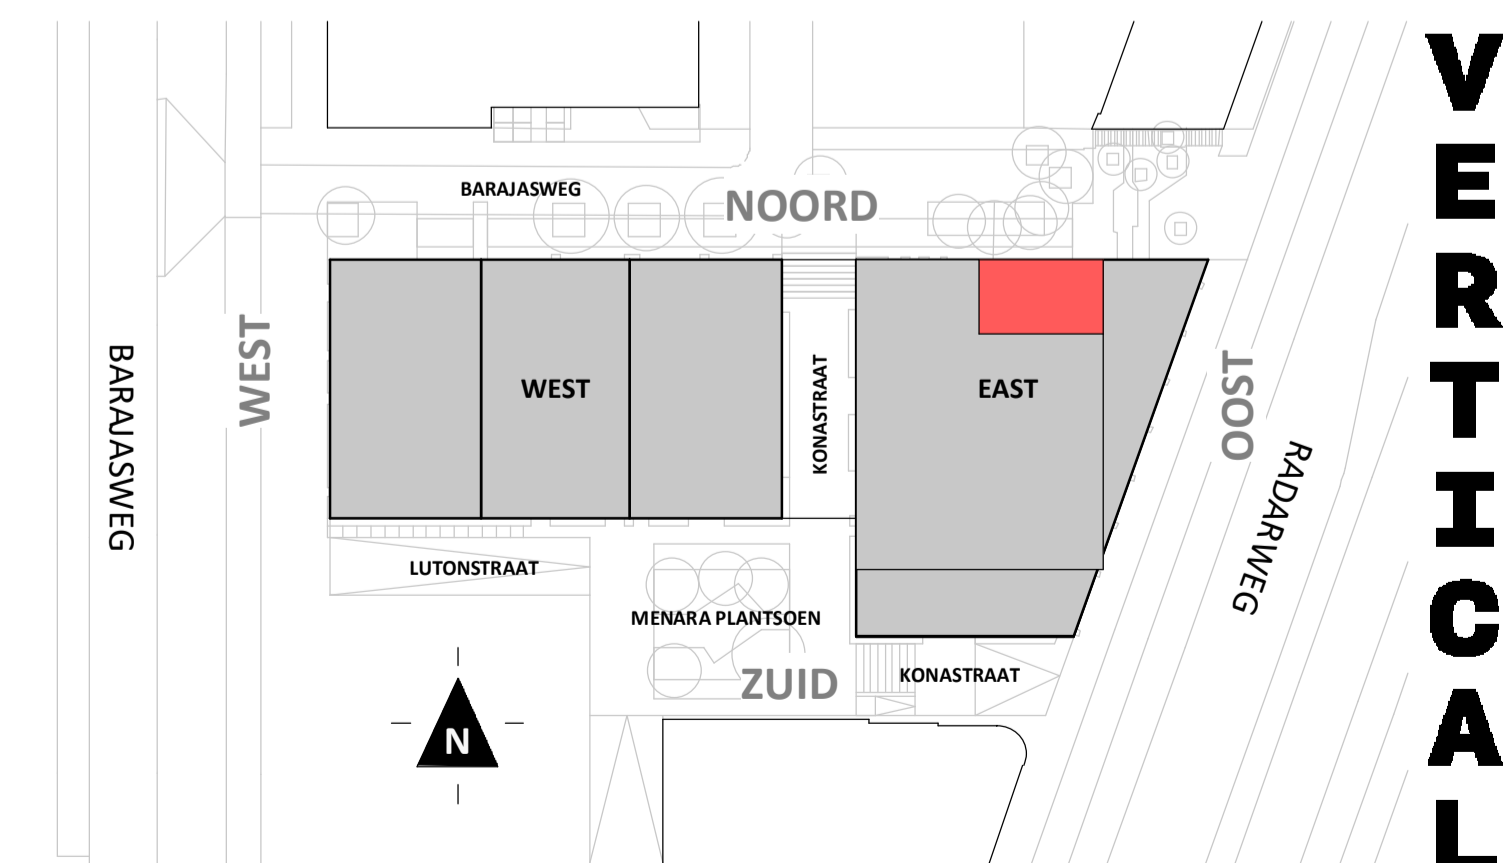 BARAJASWEG
NOORD
WEST
BARAJASWEG
WEST
KONASTRAAT
EAST
OOST
RADARWEG
LUTONSTRAAT
MENARA PLANTSOEN
ZUID
KONASTRAAT
N
VERTICAL